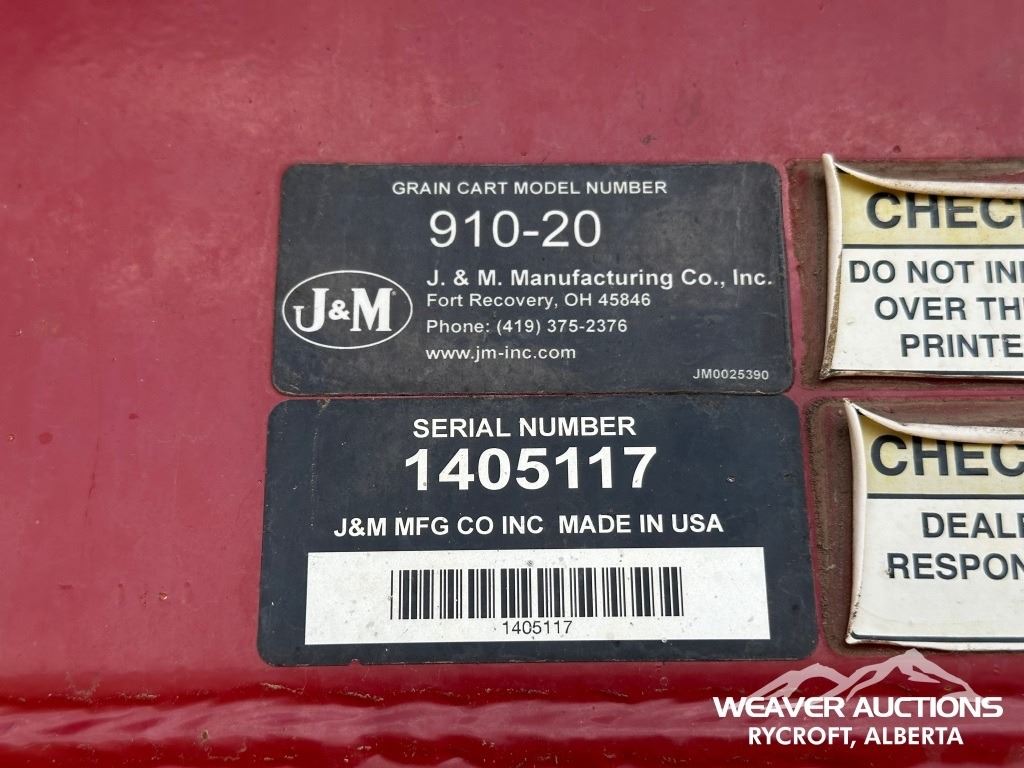 GRAIN CART MODEL NUMBER
910-20
J&M
J. & M. Manufacturing Co., Inc.
Fort Recovery, OH 45846
Phone: (419) 375-2376
www.jm-inc.com
JM0025390
SERIAL NUMBER
1405117
J&M MFG CO INC MADE IN USA
1405117
CHEC
DO NOT INF
OVER TH
PRINTE
CHEC
DEALE
RESPON
WEAVER AUCTIONS
RYCROFT, ALBERTA